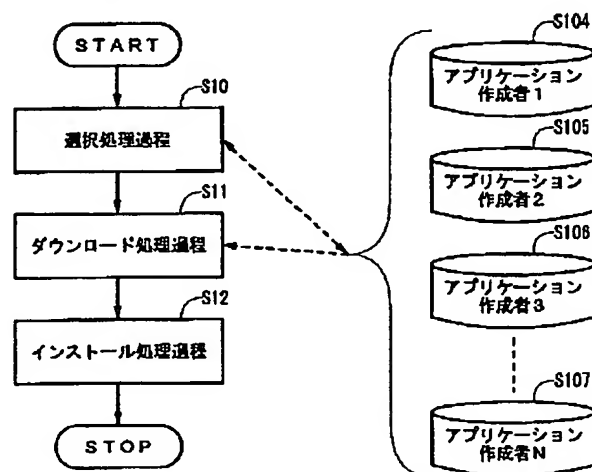 START
S10
選択処理過程
S11
ダウンロード処理過程
S12
インストール処理過程
STOP
S104
アプリケーション
作成者1
S105
アプリケーション
作成者2
S106
アプリケーション
作成者3
S107
アプリケーション
作成者N